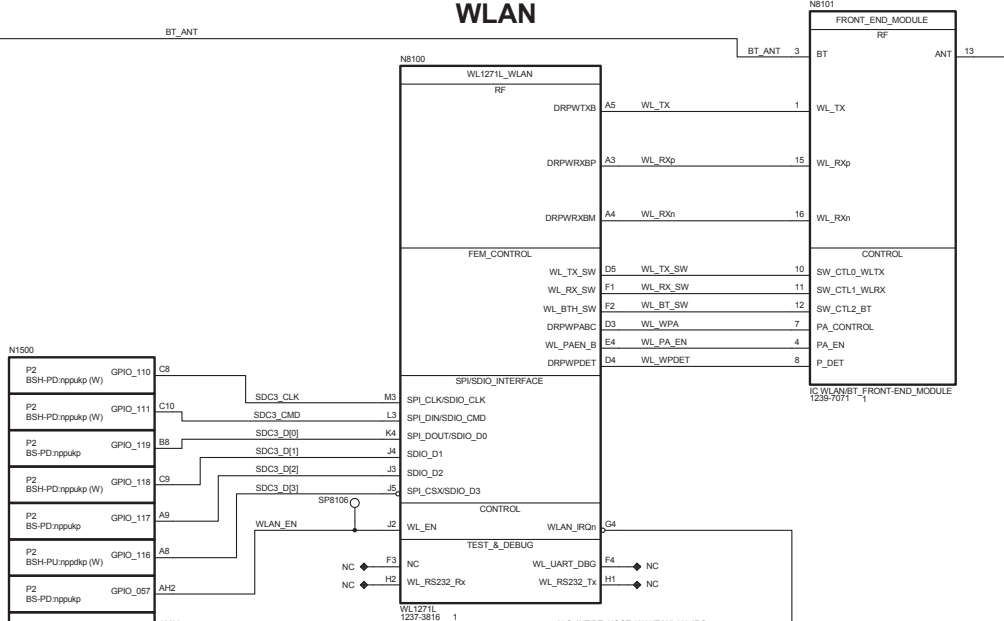 WLAN
BT_ANT
N8101
FRONT_END_MODULE
RF
BT_ANT 3 BT
ANT 13
WL_TX 1 WL_TX
WL_RXp 15 WL_RXp
WL_RXn 16 WL_RXn
CONTROL
WL_TX_SW 10 SW_CTL0_WLTX
WL_RX_SW 11 SW_CTL1_WLRX
WL_BT_SW 12 SW_CTL2_BT
WL_WPA 7 PA_CONTROL
WL_PA_EN 4 PA_EN
WL_WPDET 8 P_DET
IC WLAN/BT_FRONT-END_MODULE
1239-7071 1
N8100
WL1271L_WLAN
RF
DRPWTXB A5
DRPWRXBP A3
DRPWRXBM A4
FEM_CONTROL
WL_TX_SW D5
WL_RX_SW F1
WL_BTH_SW F2
DRPWPABC D3
WL_PAEN_B E4
DRPWPDET D4
SPI/SDIO_INTERFACE
SDC3_CLK M3 SPI_CLK/SDIO_CLK
SDC3_CMD L3 SPI_DIN/SDIO_CMD
SDC3_D[0] K4 SPI_DOUT/SDIO_D0
SDC3_D[1] J4 SDIO_D1
SDC3_D[2] J3 SDIO_D2
SDC3_D[3] J5 SPI_CSX/SDIO_D3
SP8106
CONTROL
WLAN_EN J2 WL_EN
WLAN_IRQn G4
TEST_&_DEBUG
NC F3 NC
WL_UART_DBG F4 NC
NC H2 WL_RS232_Rx
WL_RS232_Tx H1 NC
WL1271L
1237-3816 1
N1500
P2
BSH-PD:nppukp (W) GPIO_110 C8
P2
BSH-PD:nppukp (W) GPIO_111 C10
P2
BS-PD:nppukp GPIO_119 B8
P2
BSH-PD:nppukp (W) GPIO_118 C9
P2
BS-PD:nppukp GPIO_117 A9
P2
BSH-PU:nppdkp (W) GPIO_116 A8
P2
BS-PD:nppukp GPIO_057 AH2